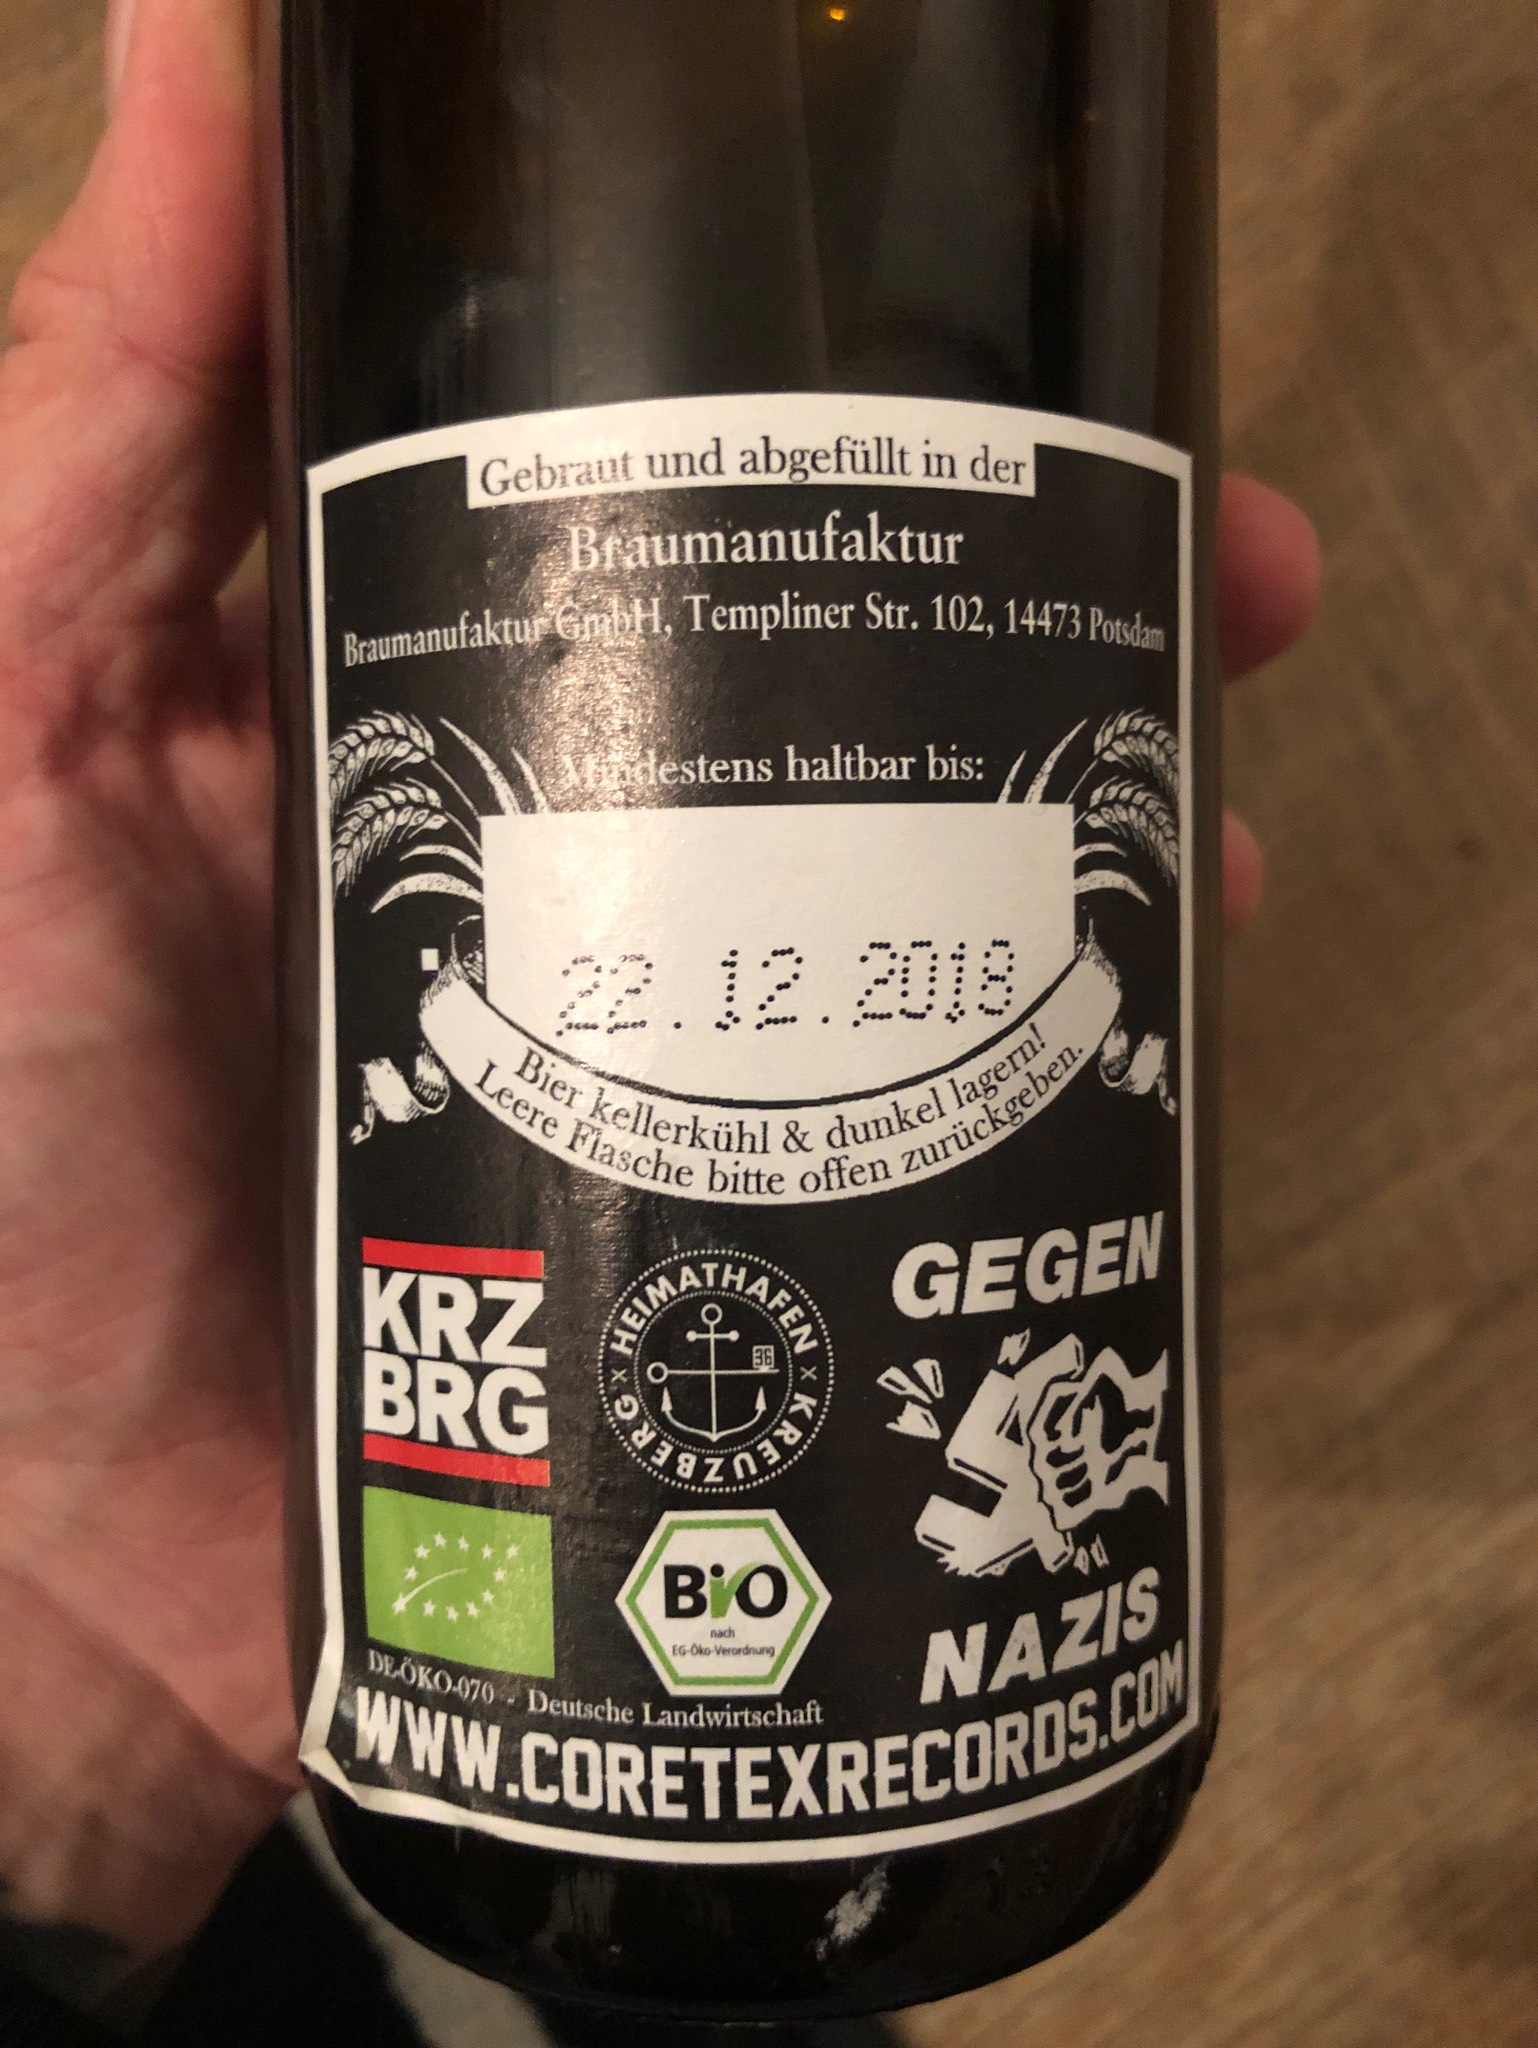 Gebraut und abgefüllt in der
Braumanufaktur
Braumanufaktur GmbH, Templiner Str. 102, 14473 Potsdam
Mindestens haltbar bis:
22.12.2018
Bier kellerkühl & dunkel lagern!
Leere Flasche bitte offen zurückgeben.
KRZ
BRG
HEIMATHAFEN × KREUZBERG ×
36
GEGEN
NAZIS
Bio
nach
EG-Öko-Verordnung
DE-ÖKO-070 - Deutsche Landwirtschaft
WWW.CORETEXRECORDS.COM